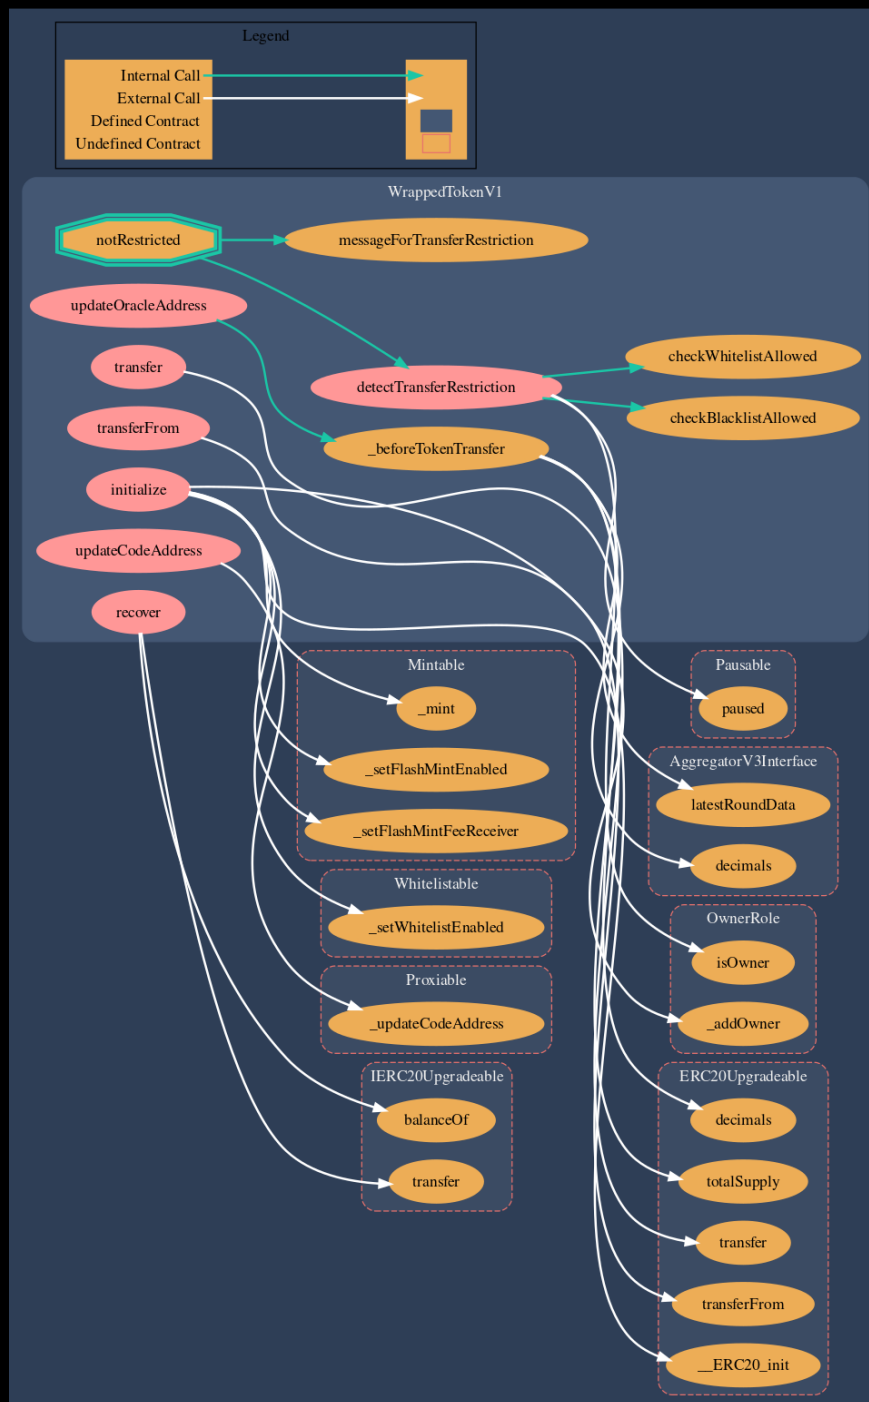 Legend
Internal Call
External Call
Defined Contract
Undefined Contract
WrappedTokenV1
notRestricted
messageForTransferRestriction
updateOracleAddress
transfer
detectTransferRestriction
checkWhitelistAllowed
checkBlacklistAllowed
transferFrom
_beforeTokenTransfer
initialize
updateCodeAddress
recover
Mintable
_mint
_setFlashMintEnabled
_setFlashMintFeeReceiver
Whitelistable
_setWhitelistEnabled
Proxiable
_updateCodeAddress
IERC20Upgradeable
balanceOf
transfer
Pausable
paused
AggregatorV3Interface
latestRoundData
decimals
OwnerRole
isOwner
_addOwner
ERC20Upgradeable
decimals
totalSupply
transfer
transferFrom
__ERC20_init